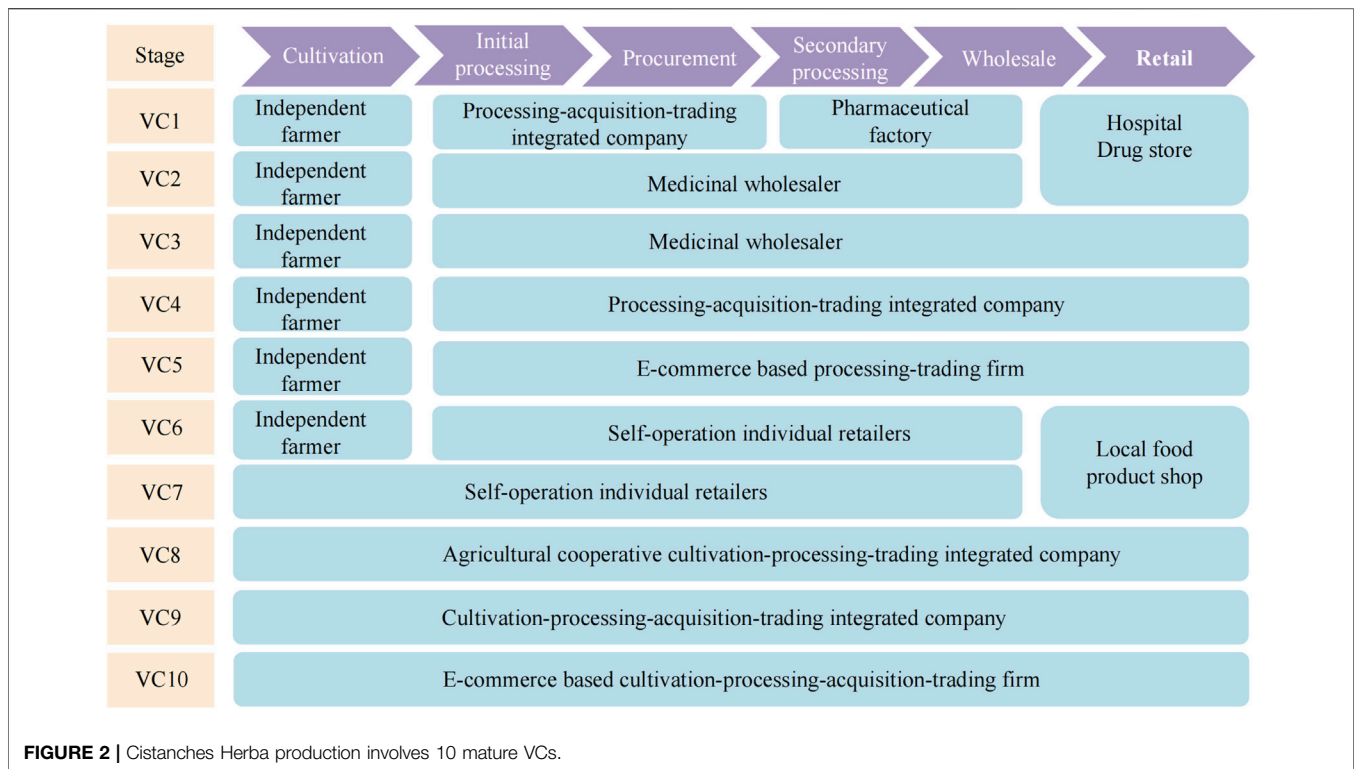 Stage
Cultivation
Initial
processing
Procurement
Secondary
processing
Wholesale
Retail
VC1
Independent
farmer
Processing-acquisition-trading
integrated company
Pharmaceutical
factory
Hospital
Drug store
VC2
Independent
farmer
Medicinal wholesaler
VC3
Independent
farmer
Medicinal wholesaler
VC4
Independent
farmer
Processing-acquisition-trading integrated company
VC5
Independent
farmer
E-commerce based processing-trading firm
VC6
Independent
farmer
Self-operation individual retailers
Local food
product shop
VC7
Self-operation individual retailers
VC8
Agricultural cooperative cultivation-processing-trading integrated company
VC9
Cultivation-processing-acquisition-trading integrated company
VC10
E-commerce based cultivation-processing-acquisition-trading firm
FIGURE 2 | Cistanches Herba production involves 10 mature VCs.